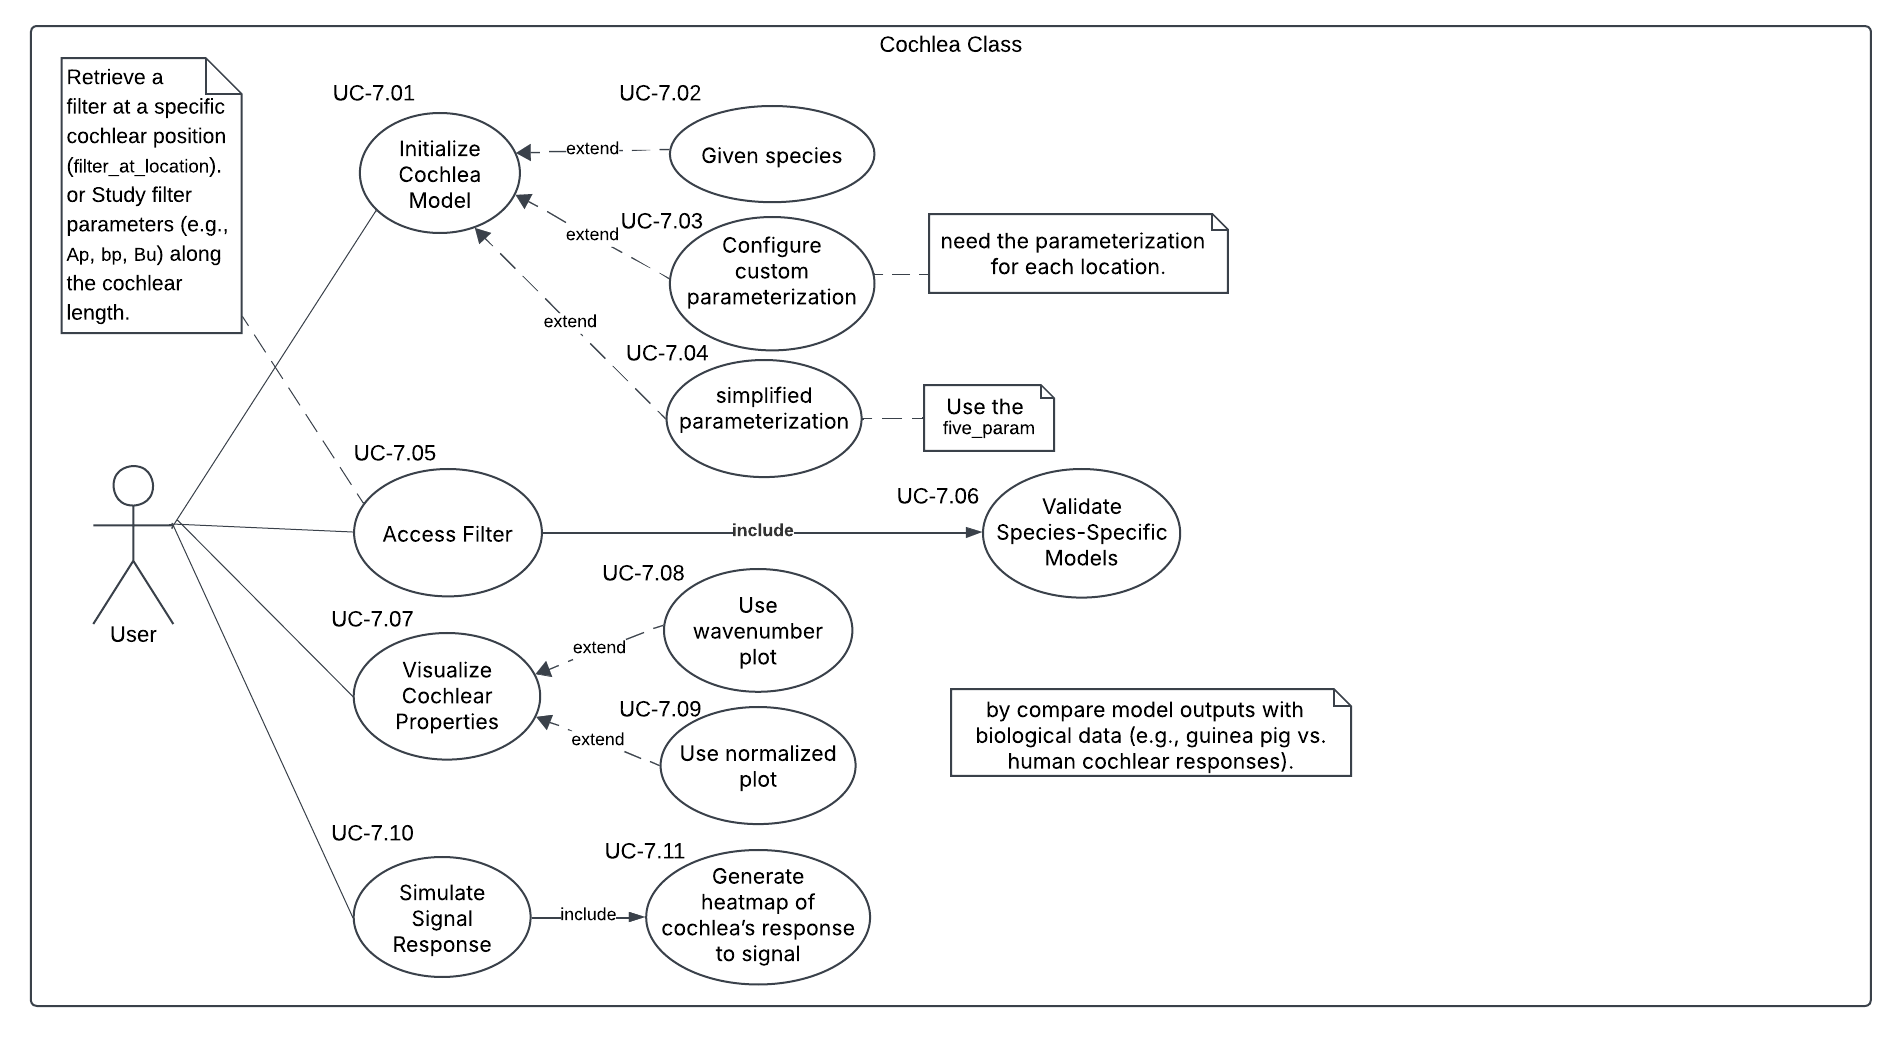 Cochlea Class
Retrieve a
filter at a specific
cochlear position
(filter_at_location).
or Study filter
parameters (e.g.,
Ap, bp, Bu) along
the cochlear
length.
UC-7.01
Initialize
Cochlea
Model
extend
UC-7.02
Given species
extend
UC-7.03
Configure
custom
parameterization
need the parameterization
for each location.
extend
UC-7.04
simplified
parameterization
Use the
five_param
User
UC-7.05
Access Filter
include
UC-7.06
Validate
Species-Specific
Models
UC-7.07
Visualize
Cochlear
Properties
extend
UC-7.08
Use
wavenumber
plot
extend
UC-7.09
Use normalized
plot
by compare model outputs with
biological data (e.g., guinea pig vs.
human cochlear responses).
UC-7.10
Simulate
Signal
Response
include
UC-7.11
Generate
heatmap of
cochlea's response
to signal